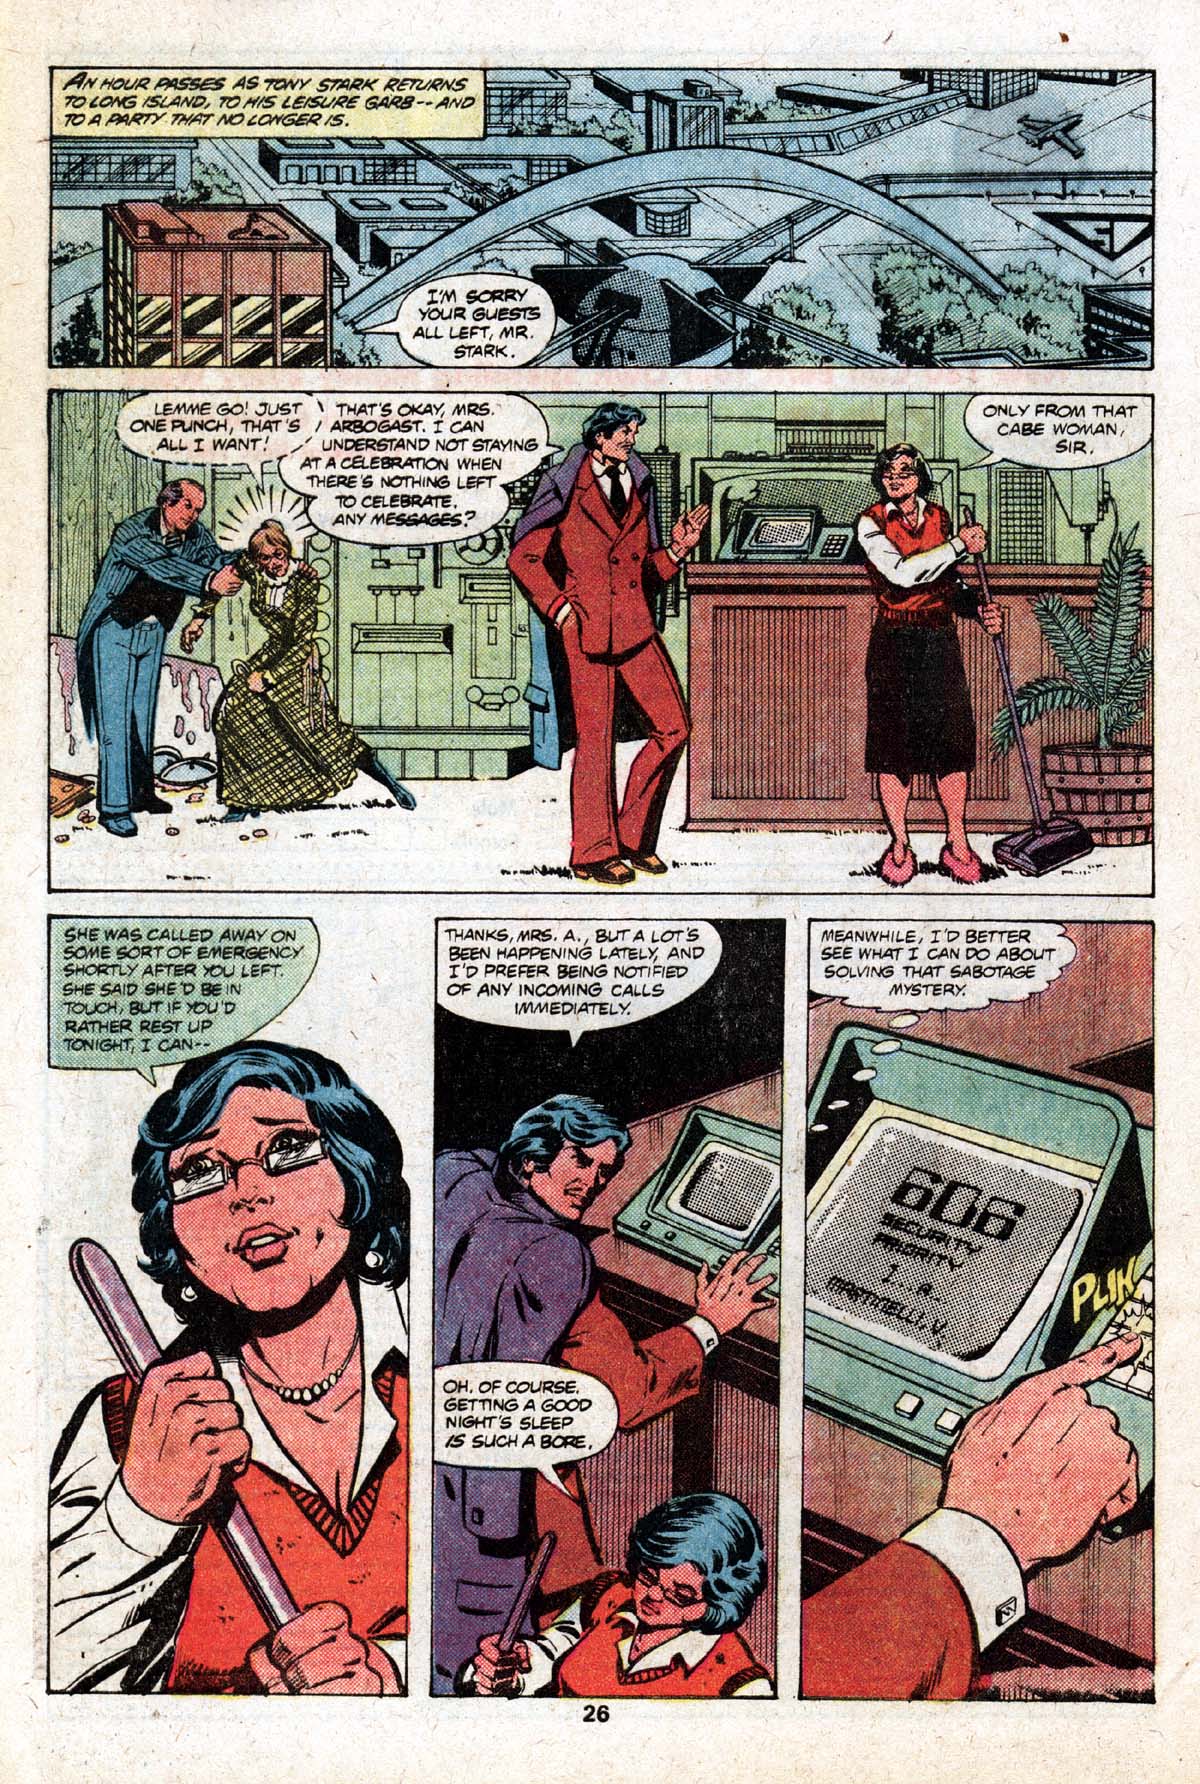 AN HOUR PASSES AS TONY STARK RETURNS
TO LONG ISLAND, TO HIS LEISURE GARB-- AND
TO A PARTY THAT NO LONGER IS.
I'M SORRY
YOUR GUESTS
ALL LEFT, MR.
STARK.
LEMME GO! JUST
ONE PUNCH, THAT'S
ALL I WANT!
THAT'S OKAY, MRS.
ARBOGAST. I CAN
UNDERSTAND NOT STAYING
AT A CELEBRATION WHEN
THERE'S NOTHING LEFT
TO CELEBRATE.
ANY MESSAGES?
ONLY FROM THAT
CABE WOMAN,
SIR.
SHE WAS CALLED AWAY ON
SOME SORT OF EMERGENCY
SHORTLY AFTER YOU LEFT.
SHE SAID SHE'D BE IN
TOUCH, BUT IF YOU'D
RATHER REST UP
TONIGHT, I CAN--
THANKS, MRS. A., BUT A LOT'S
BEEN HAPPENING LATELY, AND
I'D PREFER BEING NOTIFIED
OF ANY INCOMING CALLS
IMMEDIATELY.
OH, OF COURSE.
GETTING A GOOD
NIGHT'S SLEEP
IS SUCH A BORE.
MEANWHILE, I'D BETTER
SEE WHAT I CAN DO ABOUT
SOLVING THAT SABOTAGE
MYSTERY.
606
SECURITY
PRIORITY
1 A
MARTINELLI, V.
PLINK
26